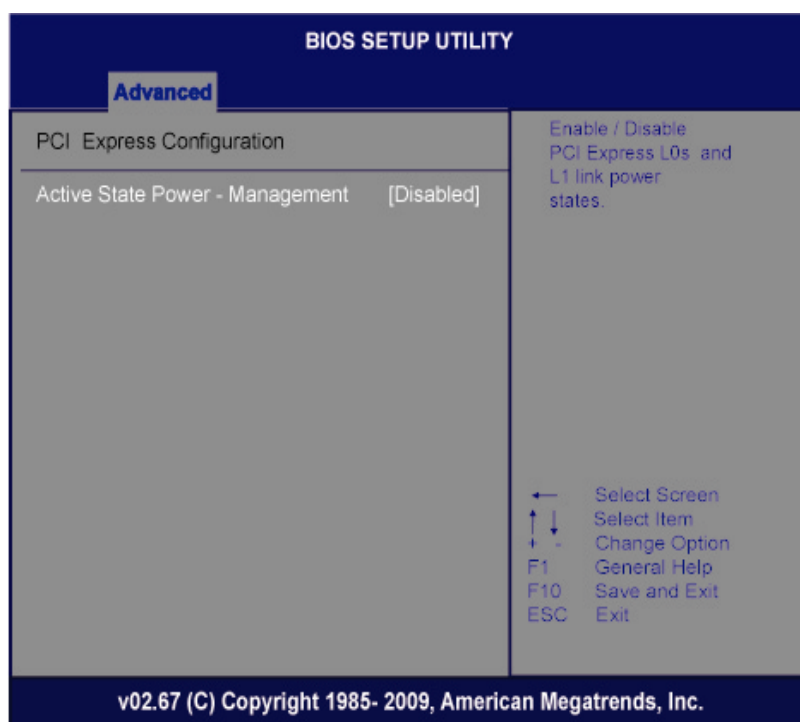 BIOS SETUP UTILITY
Advanced
PCI Express Configuration
Active State Power - Management [Disabled]
Enable / Disable
PCI Express L0s and
L1 link power
states.
← Select Screen
↑ ↓ Select Item
+ - Change Option
F1 General Help
F10 Save and Exit
ESC Exit
v02.67 (C) Copyright 1985- 2009, American Megatrends, Inc.